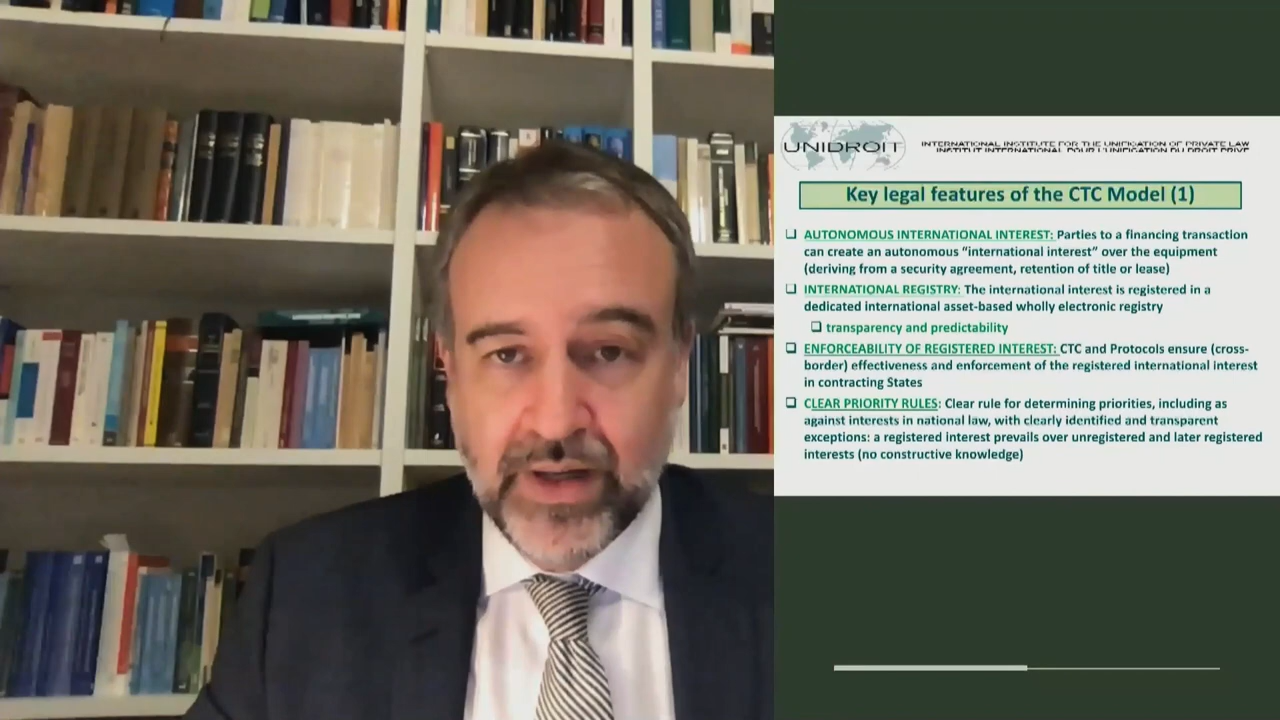 UNIDROIT
INTERNATIONAL INSTITUTE FOR THE UNIFICATION OF PRIVATE LAW
INSTITUT INTERNATIONAL POUR L'UNIFICATION DU DROIT PRIVE
Key legal features of the CTC Model (1)
❑ AUTONOMOUS INTERNATIONAL INTEREST: Parties to a financing transaction
can create an autonomous “international interest” over the equipment
(deriving from a security agreement, retention of title or lease)
❑ INTERNATIONAL REGISTRY: The international interest is registered in a
dedicated international asset-based wholly electronic registry
❑ transparency and predictability
❑ ENFORCEABILITY OF REGISTERED INTEREST: CTC and Protocols ensure (cross-
border) effectiveness and enforcement of the registered international interest
in contracting States
❑ CLEAR PRIORITY RULES: Clear rule for determining priorities, including as
against interests in national law, with clearly identified and transparent
exceptions: a registered interest prevails over unregistered and later registered
interests (no constructive knowledge)